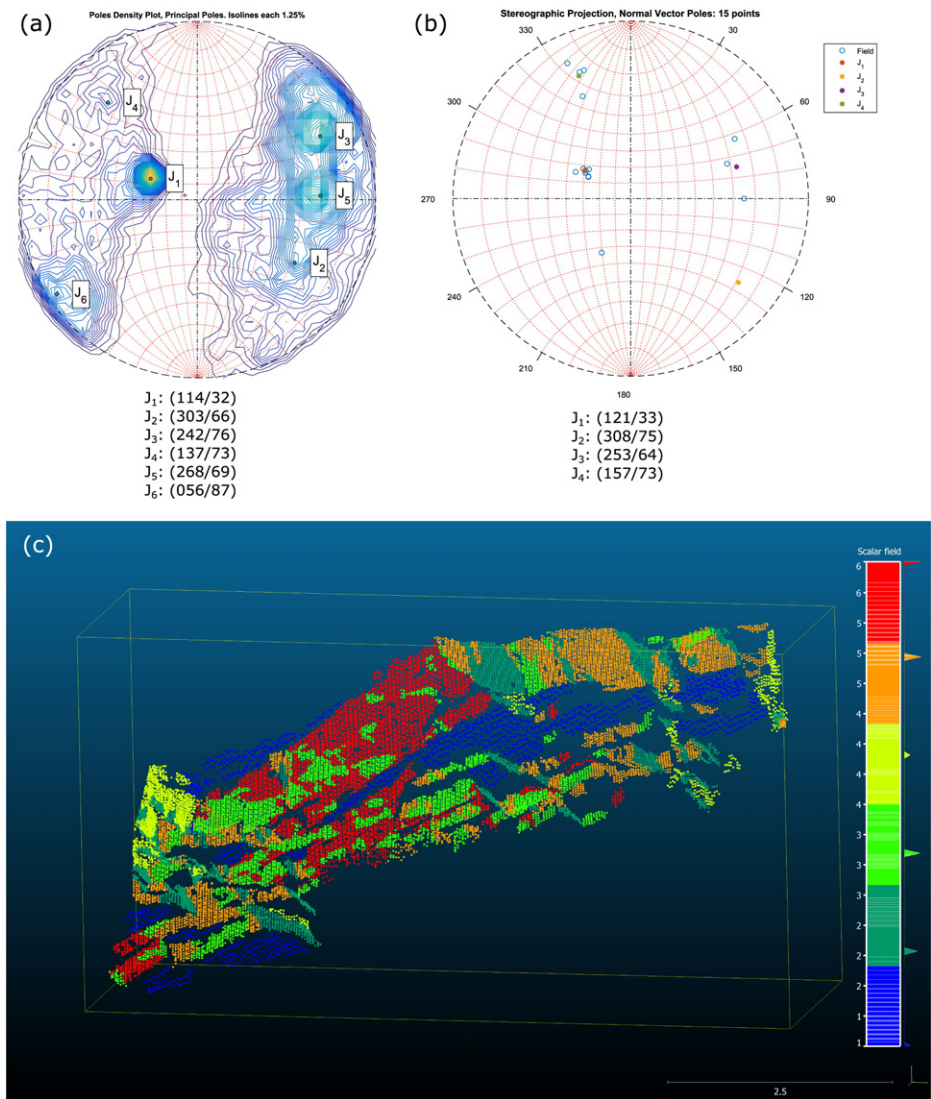 (a)
Poles Density Plot, Principal Poles. Isolines each 1.25%
J4
J3
J1
J5
J2
J6
J1: (114/32)
J2: (303/66)
J3: (242/76)
J4: (137/73)
J5: (268/69)
J6: (056/87)
(b)
Stereographic Projection, Normal Vector Poles: 15 points
330
30
300
60
270
90
240
120
210
150
180
Field
J1
J2
J3
J4
J1: (121/33)
J2: (308/75)
J3: (253/64)
J4: (157/73)
(c)
Scalar field
6
6
5
5
4
4
4
3
3
3
2
2
1
1
2.5